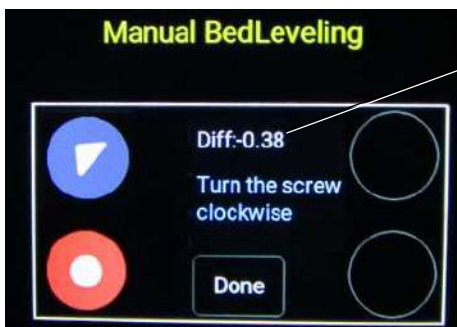 Manual BedLeveling
Diff:-0.38
Turn the screw
clockwise
Done